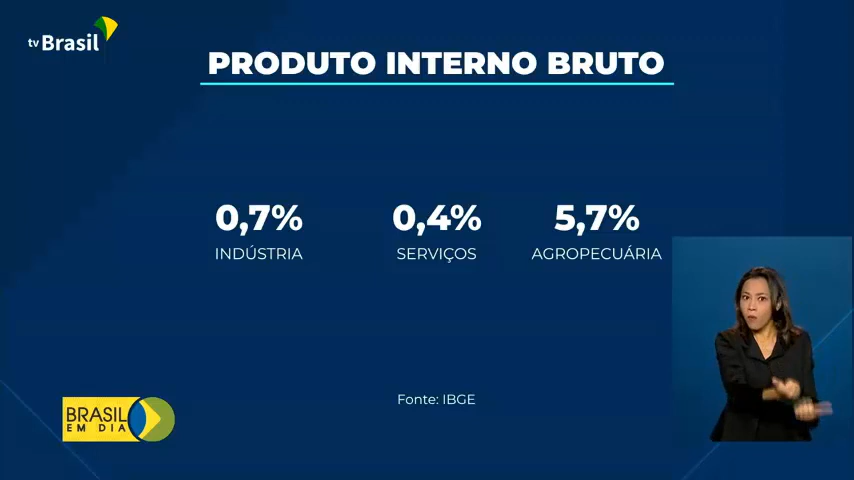 tv Brasil
PRODUTO INTERNO BRUTO
0,7% 0,4% 5,7%
INDÚSTRIA SERVIÇOS AGROPECUÁRIA
Fonte: IBGE
BRASIL
EM DIA